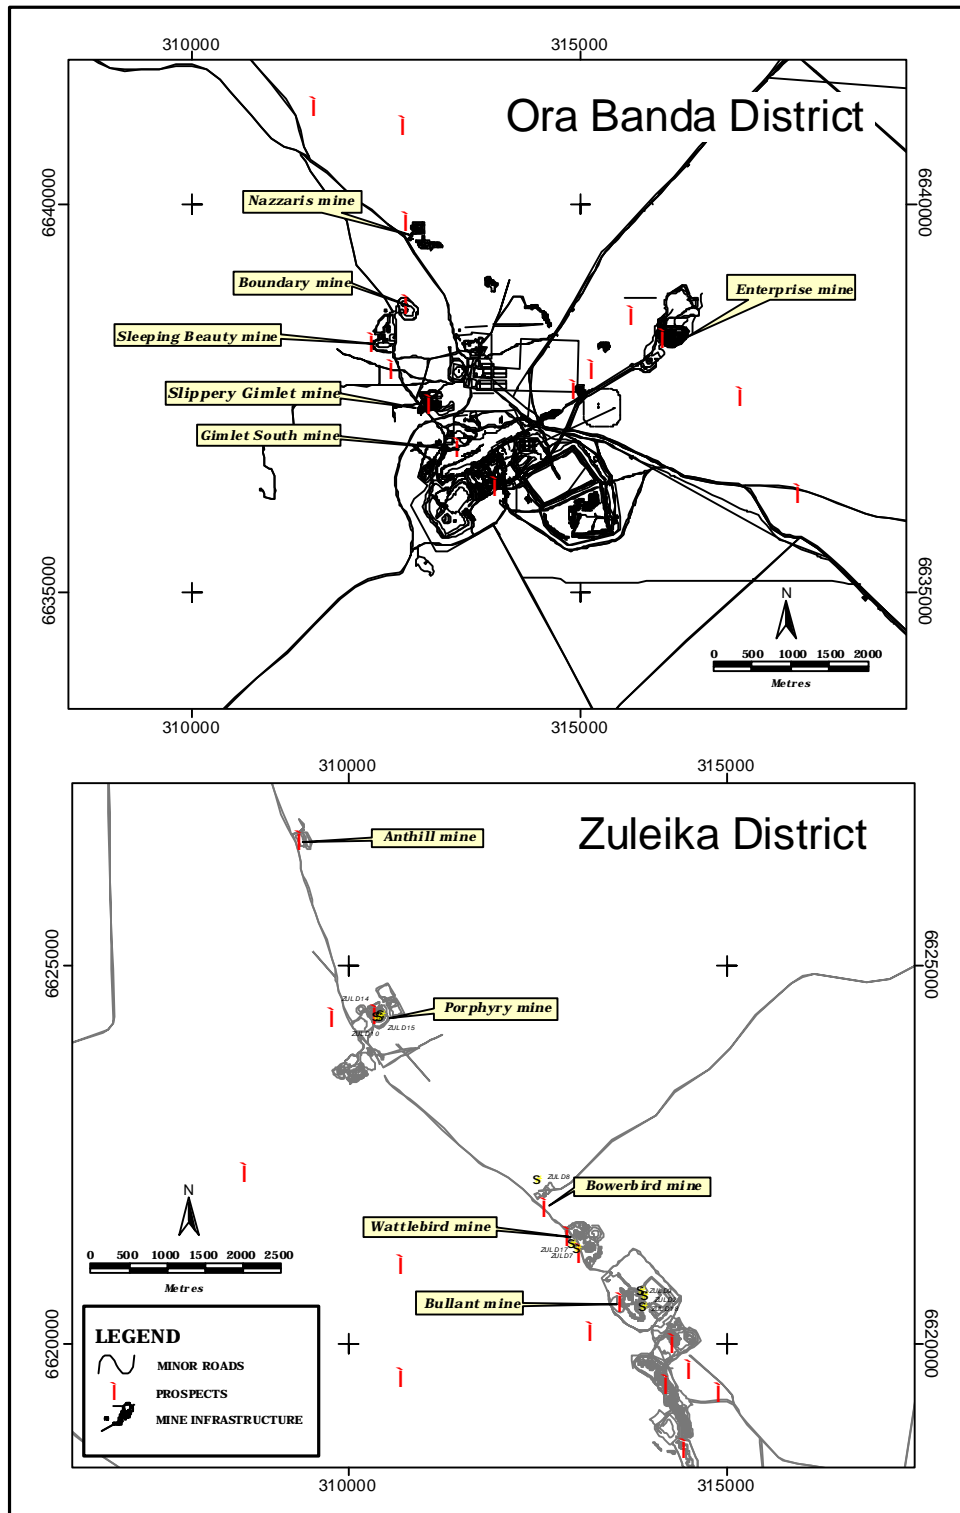 310000
315000
Ora Banda District
6640000
6640000
Nazzaris mine
Boundary mine
Enterprise mine
Sleeping Beauty mine
Slippery Gimlet mine
Gimlet South mine
6635000
6635000
N
0 500 1000 1500 2000
Metres
310000
315000
310000
315000
Zuleika District
Anthill mine
6625000
6625000
ZULD14
Porphyry mine
ZULD15
ZULD10
S
ZULD8
Bowerbird mine
N
Wattlebird mine
ZULD17
ZULD7
0 500 1000 1500 2000 2500
Metres
Bullant mine
6620000
6620000
LEGEND
MINOR ROADS
PROSPECTS
MINE INFRASTRUCTURE
310000
315000